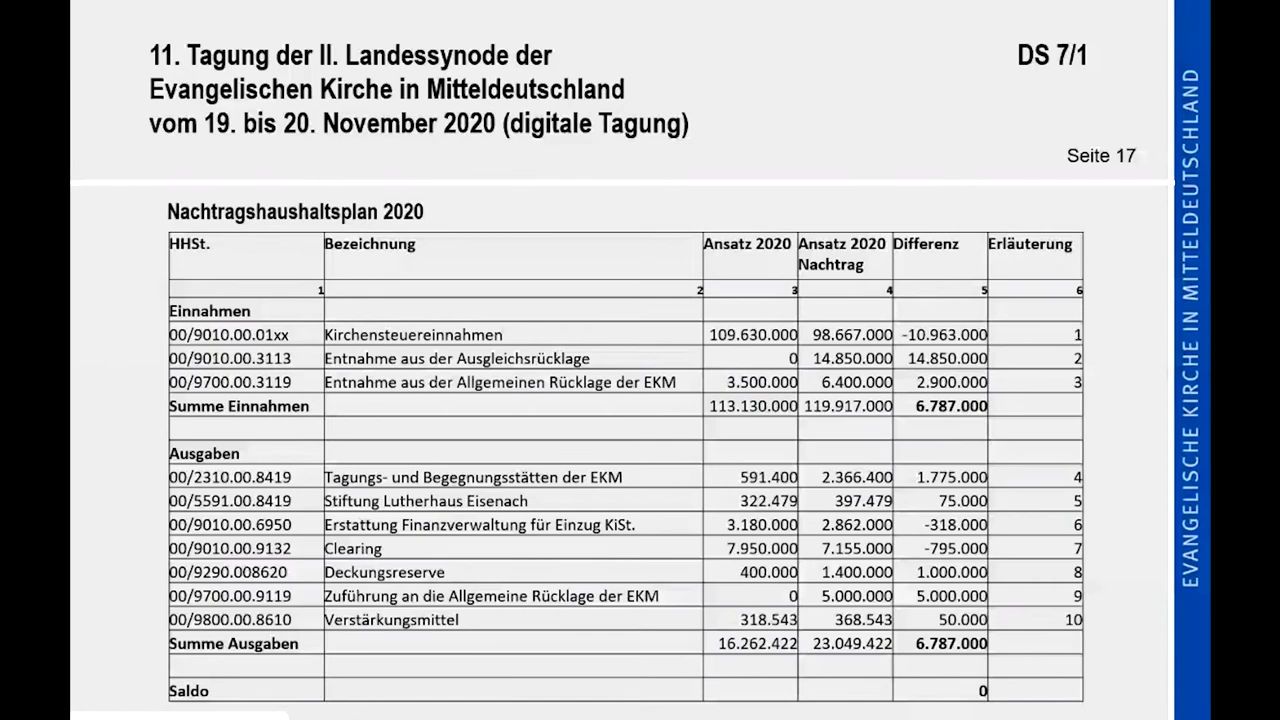 11. Tagung der II. Landessynode der
DS 7/1
Evangelischen Kirche in Mitteldeutschland
vom 19. bis 20. November 2020 (digitale Tagung)
Seite 17
Nachtragshaushaltsplan 2020
HHSt. Bezeichnung Ansatz 2020 Ansatz 2020 Differenz Erläuterung
Nachtrag
1 2 3 4 5 6
Einnahmen
00/9010.00.01xx Kirchensteuereinnahmen 109.630.000 98.667.000 -10.963.000 1
00/9010.00.3113 Entnahme aus der Ausgleichsrücklage 0 14.850.000 14.850.000 2
00/9700.00.3119 Entnahme aus der Allgemeinen Rücklage der EKM 3.500.000 6.400.000 2.900.000 3
Summe Einnahmen 113.130.000 119.917.000 6.787.000
Ausgaben
00/2310.00.8419 Tagungs- und Begegnungsstätten der EKM 591.400 2.366.400 1.775.000 4
00/5591.00.8419 Stiftung Lutherhaus Eisenach 322.479 397.479 75.000 5
00/9010.00.6950 Erstattung Finanzverwaltung für Einzug KiSt. 3.180.000 2.862.000 -318.000 6
00/9010.00.9132 Clearing 7.950.000 7.155.000 -795.000 7
00/9290.008620 Deckungsreserve 400.000 1.400.000 1.000.000 8
00/9700.00.9119 Zuführung an die Allgemeine Rücklage der EKM 0 5.000.000 5.000.000 9
00/9800.00.8610 Verstärkungsmittel 318.543 368.543 50.000 10
Summe Ausgaben 16.262.422 23.049.422 6.787.000
Saldo 0
EVANGELISCHE KIRCHE IN MITTELDEUTSCHLAND